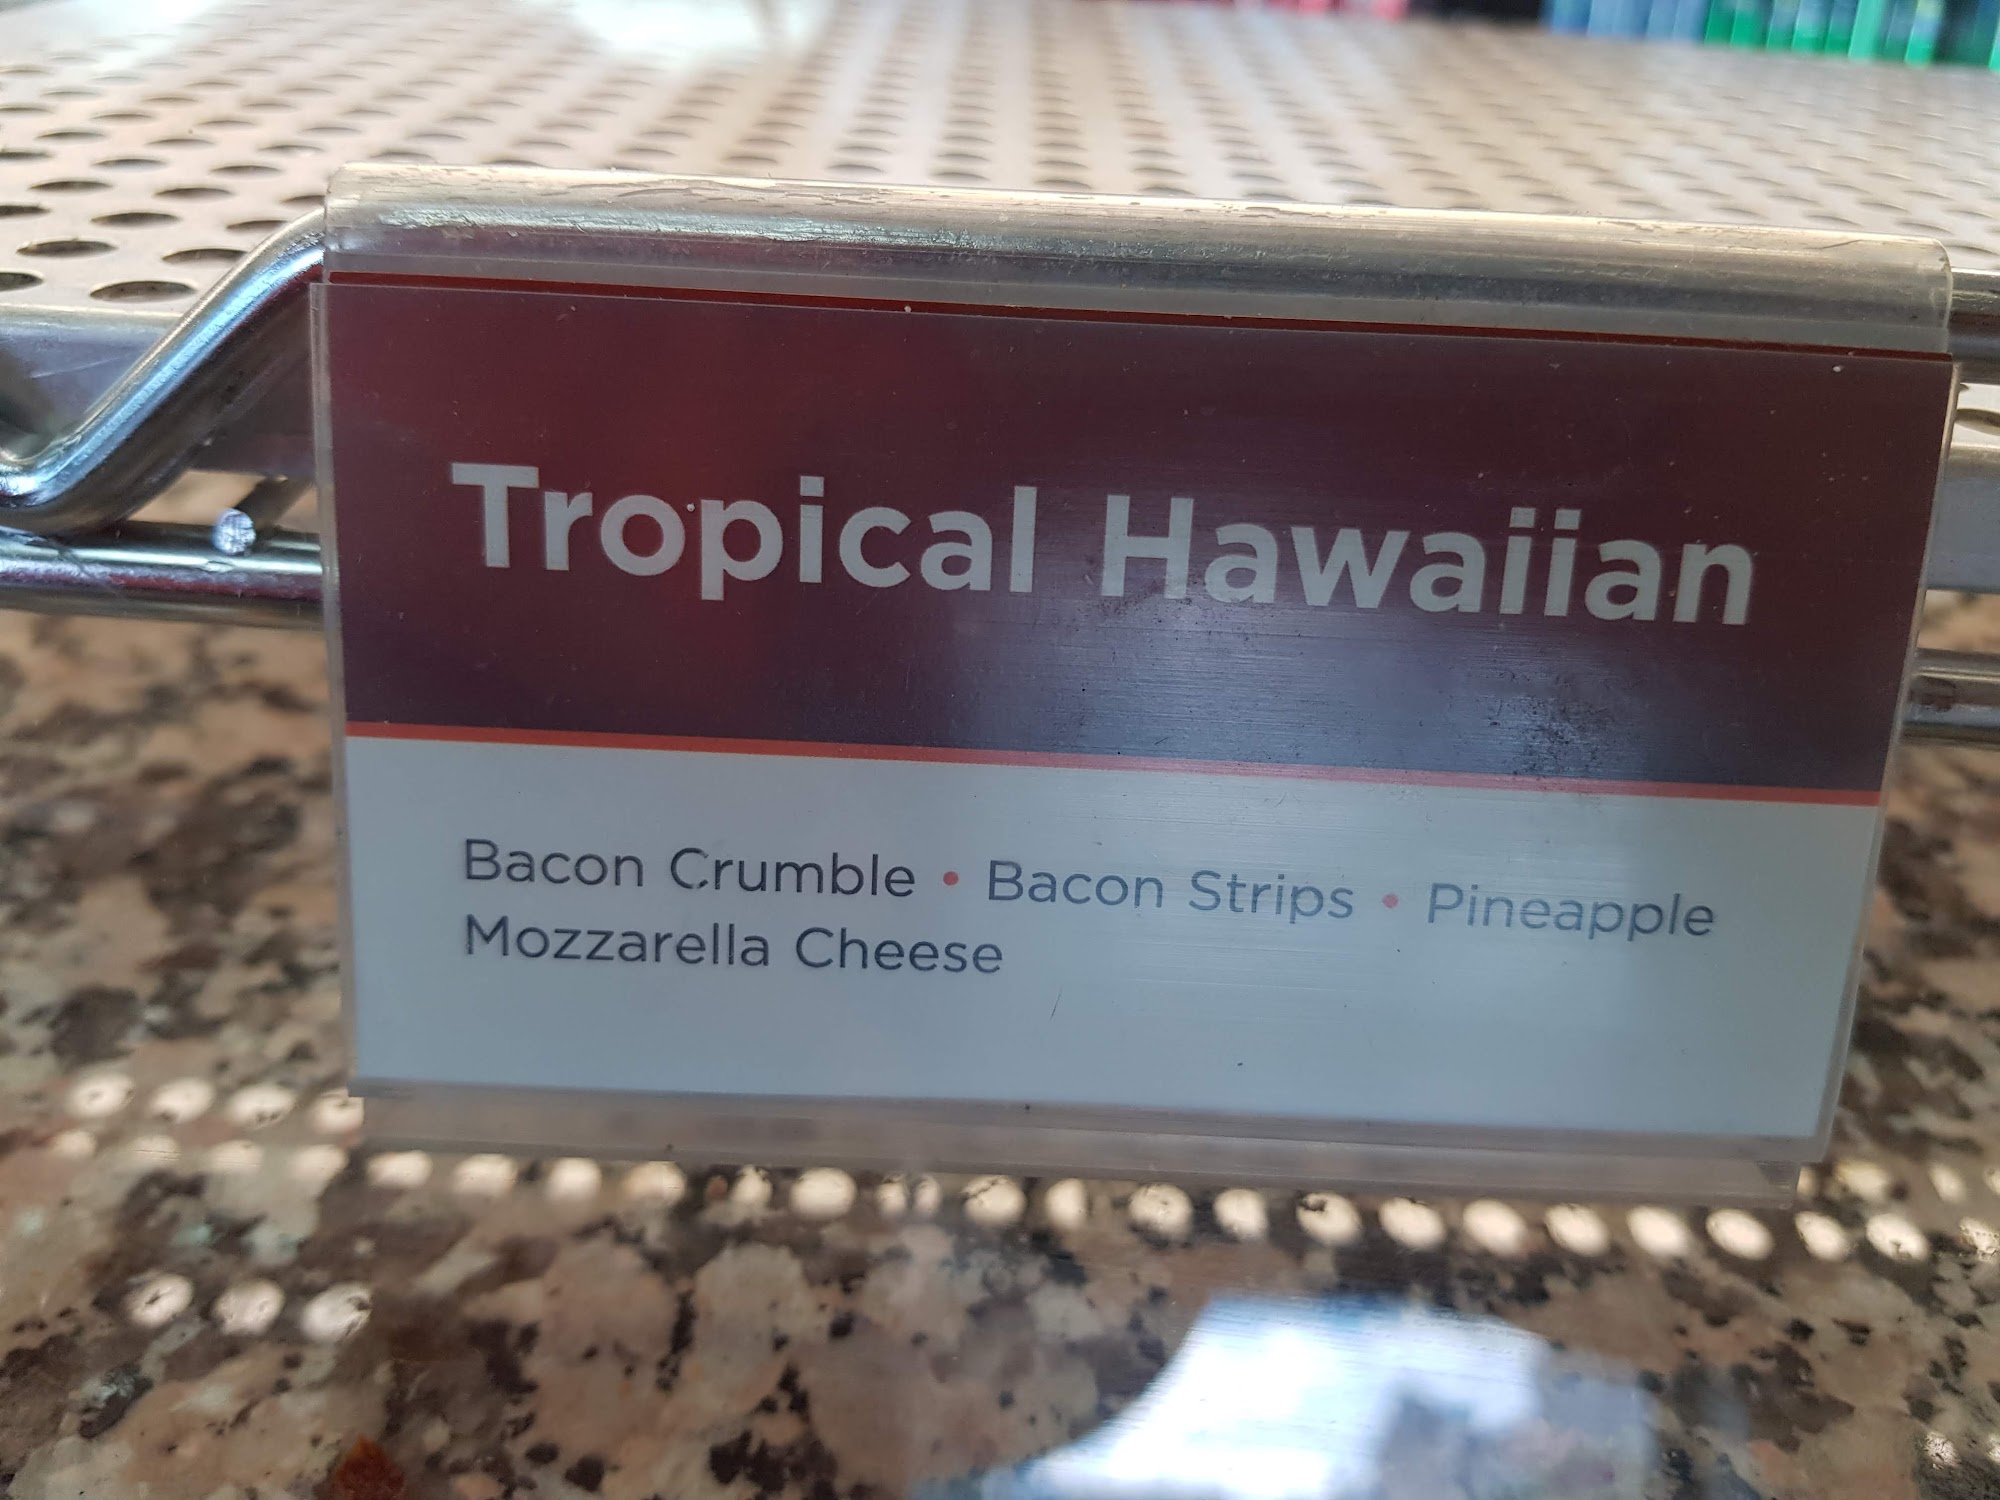 Tropical Hawaiian
Bacon Crumble • Bacon Strips • Pineapple
Mozzarella Cheese